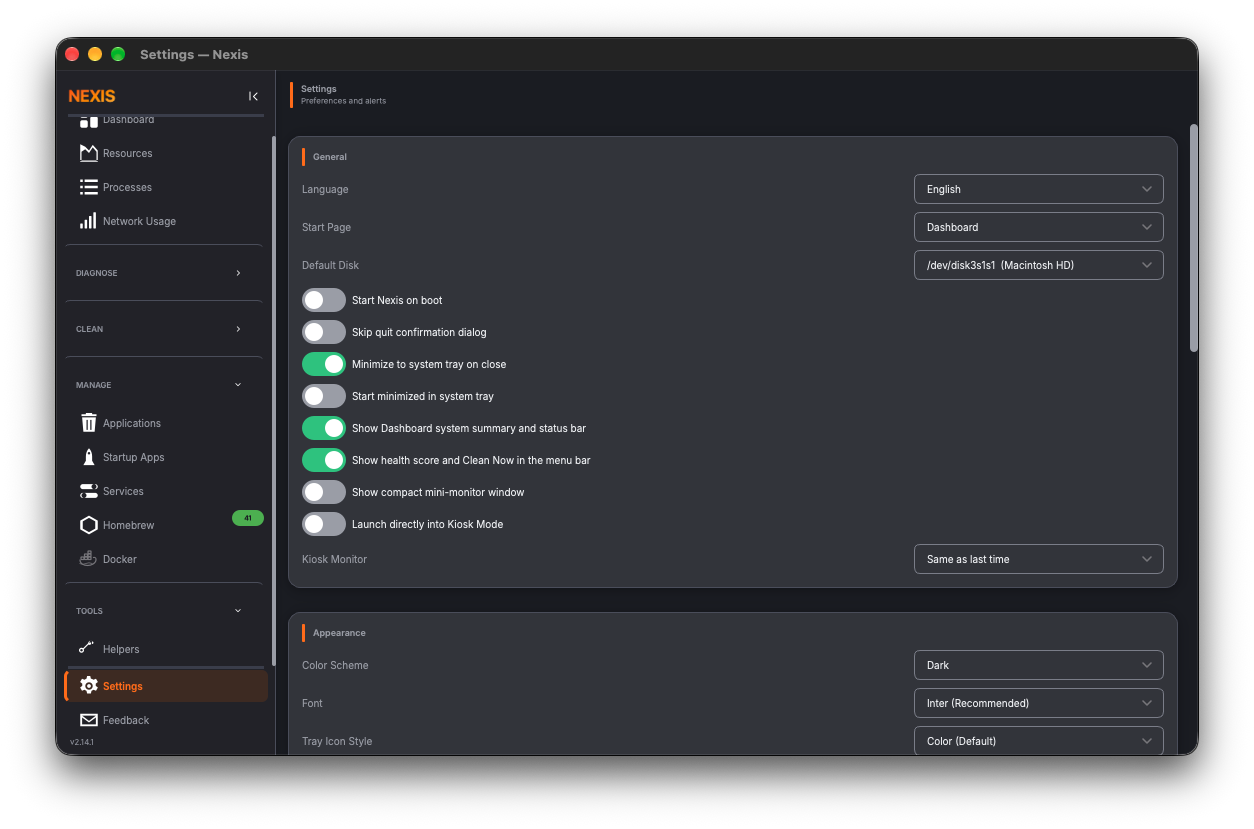 Settings — Nexis
NEXIS
Dashboard
Resources
Processes
Network Usage
DIAGNOSE
CLEAN
MANAGE
Applications
Startup Apps
Services
Homebrew 41
Docker
TOOLS
Helpers
Settings
Feedback
v2.14.1
Settings
Preferences and alerts
General
Language English
Start Page Dashboard
Default Disk /dev/disk3s1s1 (Macintosh HD)
Start Nexis on boot
Skip quit confirmation dialog
Minimize to system tray on close
Start minimized in system tray
Show Dashboard system summary and status bar
Show health score and Clean Now in the menu bar
Show compact mini-monitor window
Launch directly into Kiosk Mode
Kiosk Monitor Same as last time
Appearance
Color Scheme Dark
Font Inter (Recommended)
Tray Icon Style Color (Default)